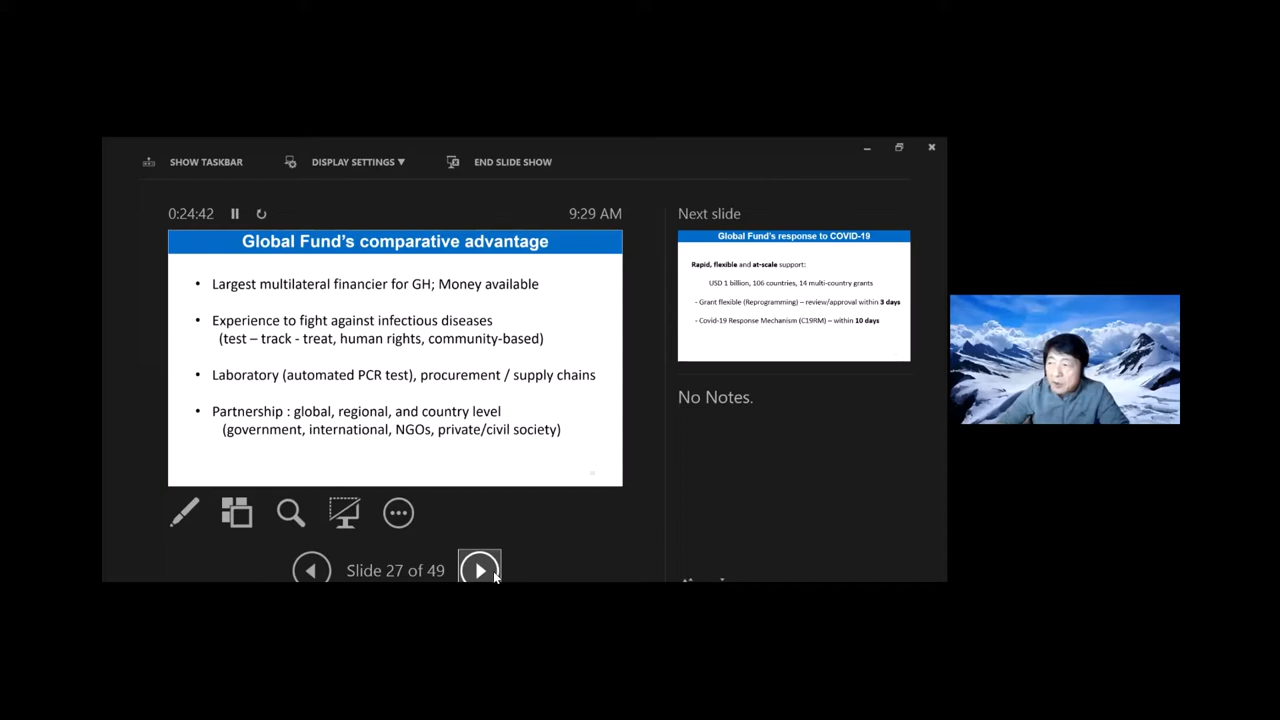 SHOW TASKBAR
DISPLAY SETTINGS ▼
END SLIDE SHOW
0:24:42
9:29 AM
Global Fund's comparative advantage
• Largest multilateral financier for GH; Money available
• Experience to fight against infectious diseases
(test – track - treat, human rights, community-based)
• Laboratory (automated PCR test), procurement / supply chains
• Partnership : global, regional, and country level
(government, international, NGOs, private/civil society)
Slide 27 of 49
Next slide
Global Fund's response to COVID-19
Rapid, flexible and at-scale support:
USD 1 billion, 106 countries, 14 multi-country grants
- Grant flexible (Reprogramming) – review/approval within 3 days
- Covid-19 Response Mechanism (C19RM) – within 10 days
No Notes.